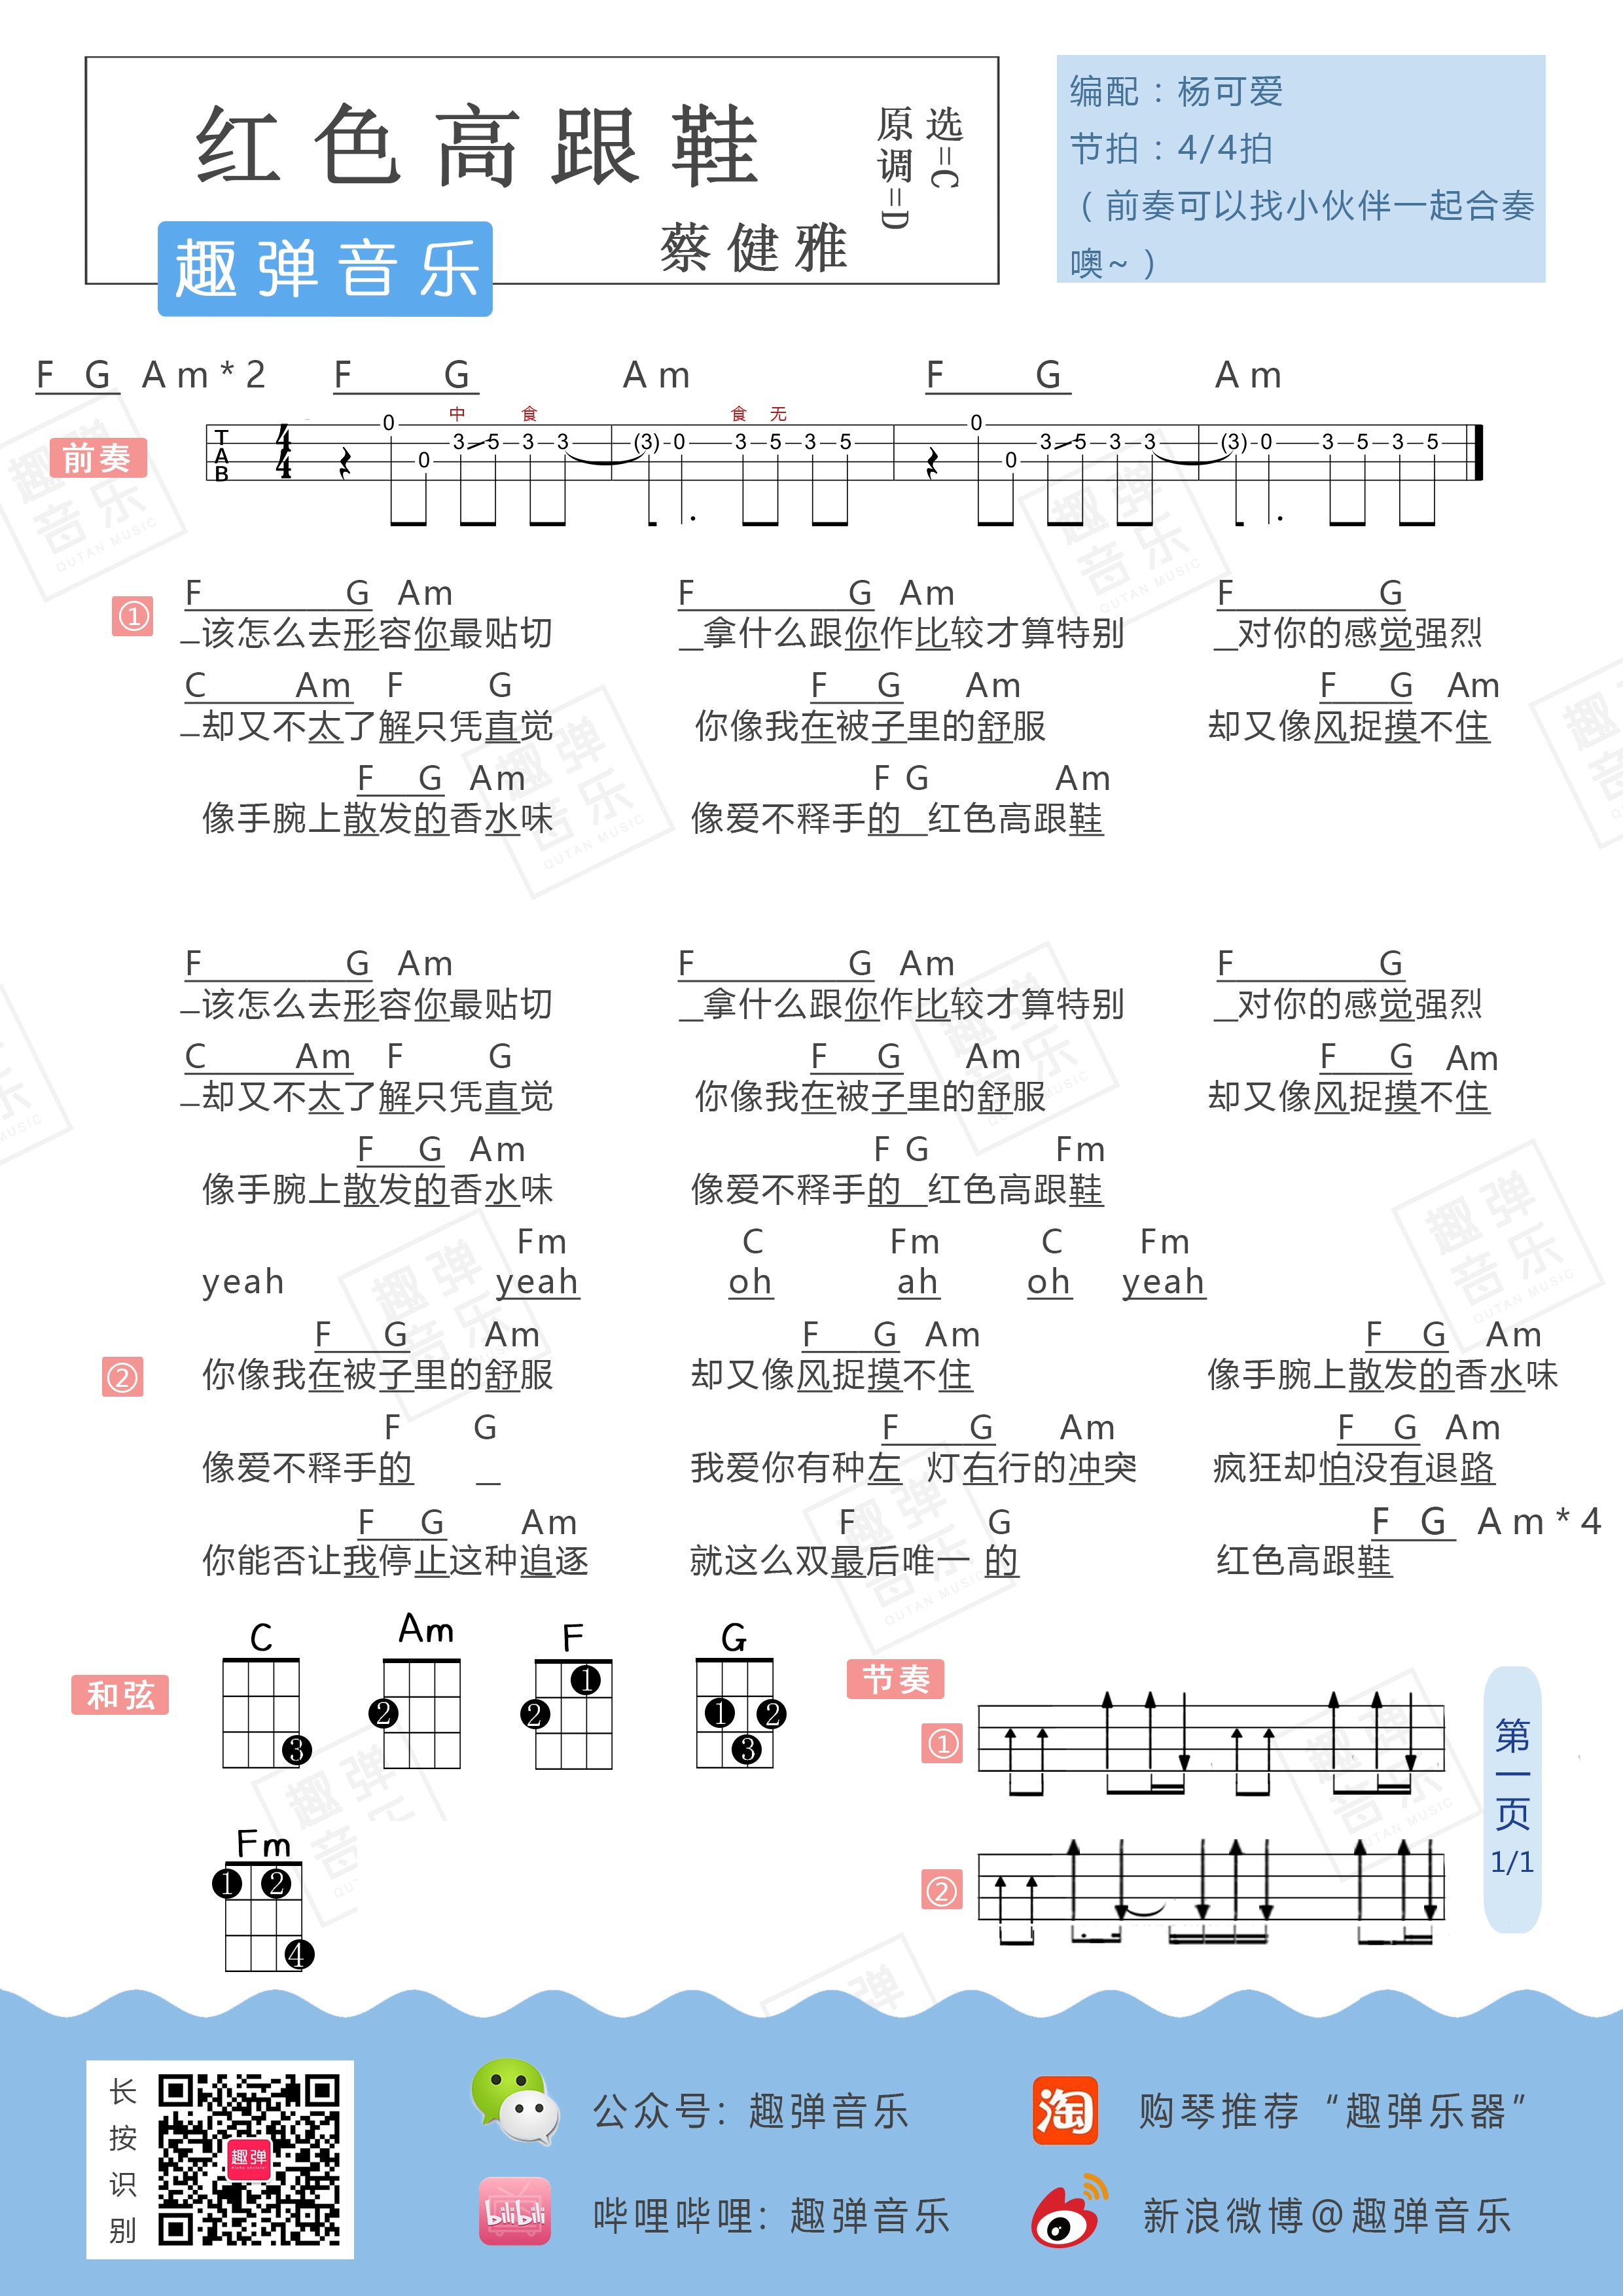 红色高跟鞋
原调=D
选=C
蔡健雅
趣弹音乐
编配：杨可爱
节拍：4/4拍
（前奏可以找小伙伴一起合奏
噢~）
F G Am*2 F G Am F G Am
中 食 食 无
前奏
T
A
B
4
4
0 0 3 5 3 3 (3) 0 3 5 3 5 0 0 3 5 3 3 (3) 0 3 5 3 5
F G Am F G Am F G
① 该怎么去形容你最贴切 拿什么跟你作比较才算特别 对你的感觉强烈
C Am F G F G Am F G Am
却又不太了解只凭直觉 你像我在被子里的舒服 却又像风捉摸不住
F G Am F G Am
像手腕上散发的香水味 像爱不释手的 红色高跟鞋
F G Am F G Am F G
该怎么去形容你最贴切 拿什么跟你作比较才算特别 对你的感觉强烈
C Am F G F G Am F G Am
却又不太了解只凭直觉 你像我在被子里的舒服 却又像风捉摸不住
F G Am F G Fm
像手腕上散发的香水味 像爱不释手的 红色高跟鞋
Fm C Fm C Fm
yeah yeah oh ah oh yeah
F G Am F G Am F G Am
② 你像我在被子里的舒服 却又像风捉摸不住 像手腕上散发的香水味
F G F G Am F G Am
像爱不释手的 我爱你有种左 灯右行的冲突 疯狂却怕没有退路
F G Am F G F G Am*4
你能否让我停止这种追逐 就这么双最后唯一 的 红色高跟鞋
和弦
C Am F G
3 2 1 2 1 2 3
Fm
1 2 4
节奏
①
②
第一页
1/1
长按识别
趣弹
公众号：趣弹音乐
淘
购琴推荐“趣弹乐器”
bilibili
哔哩哔哩：趣弹音乐
新浪微博@趣弹音乐
趣弹音乐
QUTAN MUSIC